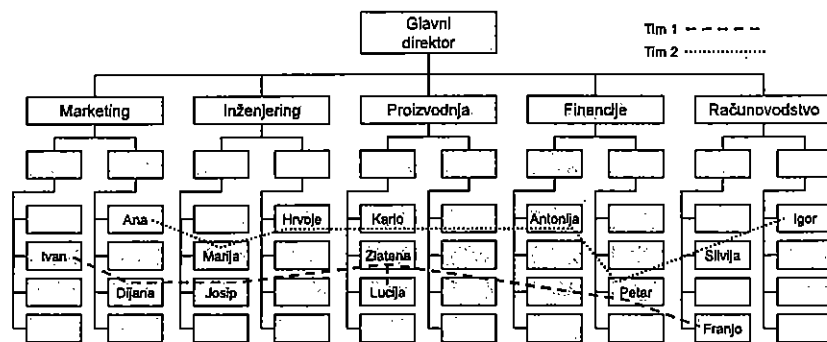 Glavni
direktor
Tim 1
Tim 2
Marketing
Inženjering
Proizvodnja
Financije
Računovodstvo
Ana
Hrvoje
Karlo
Antonija
Igor
Ivan
Marija
Zlatana
Silvija
Dijana
Josip
Lucija
Petar
Franjo